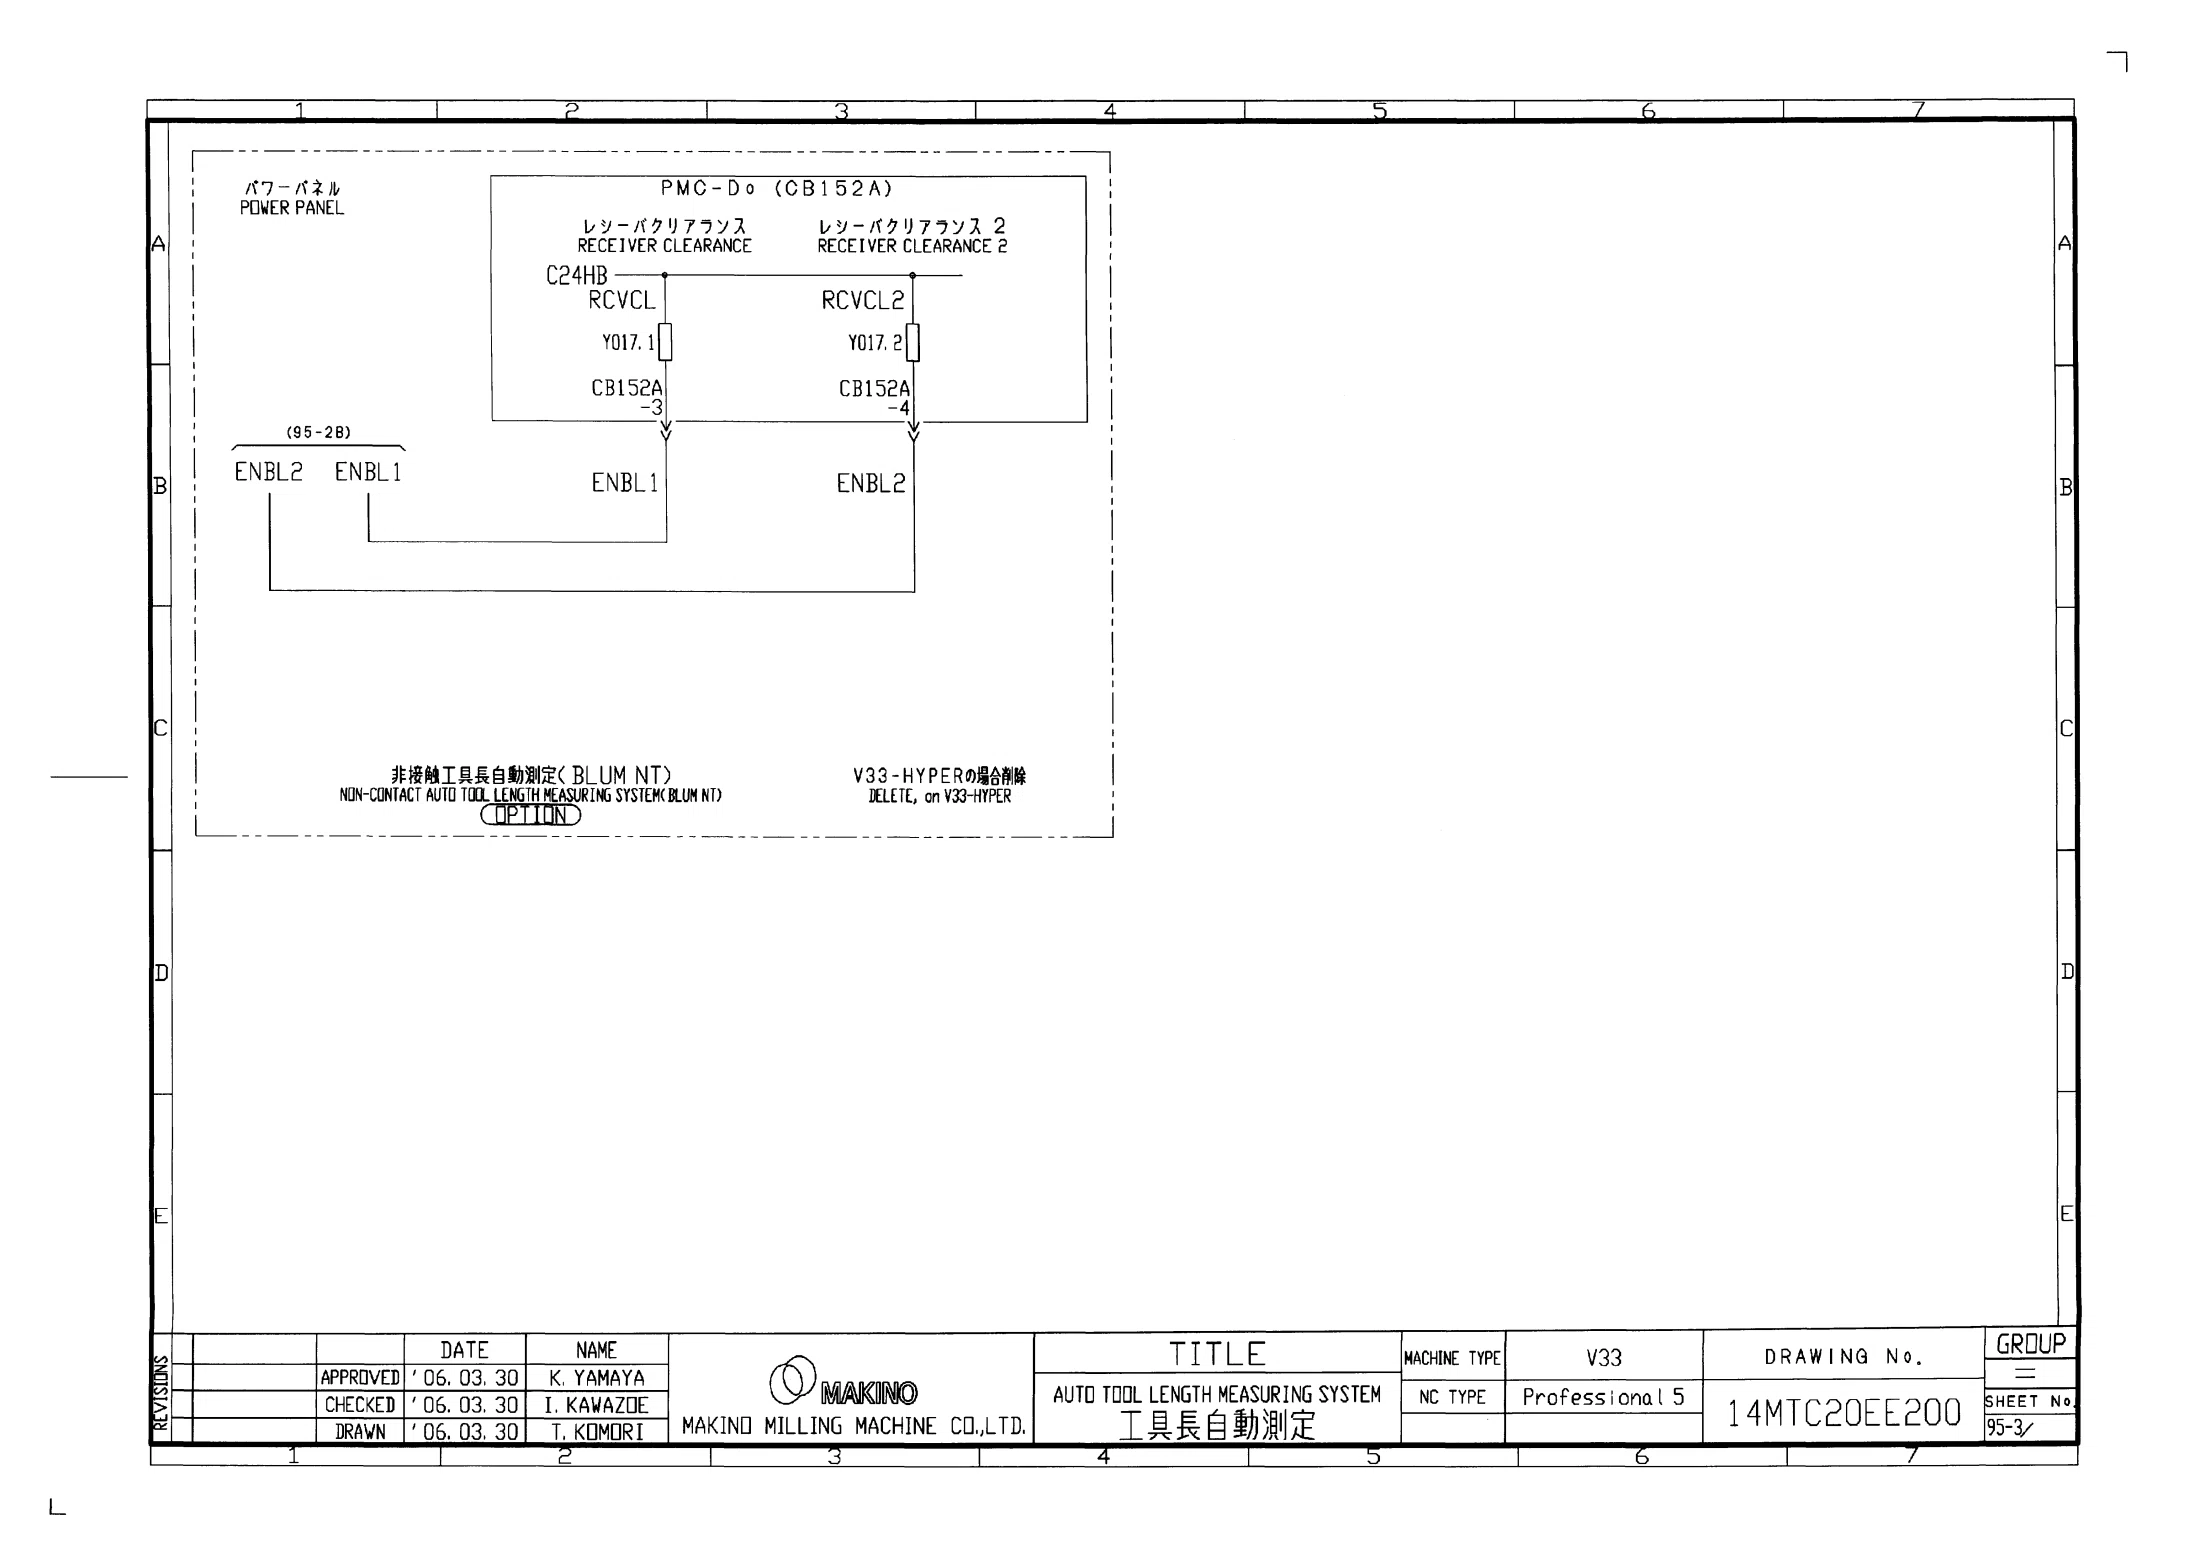 1 2 3 4 5 6 7
A A
B B
C C
D D
E E
パワーパネル
POWER PANEL
PMC-Do (CB152A)
レシーバクリアランス
RECEIVER CLEARANCE
レシーバクリアランス 2
RECEIVER CLEARANCE 2
C24HB
RCVCL
RCVCL2
Y017.1
Y017.2
CB152A
-3
CB152A
-4
(95-2B)
ENBL2 ENBL1
ENBL1
ENBL2
非接触工具長自動測定(BLUM NT)
NON-CONTACT AUTO TOOL LENGTH MEASURING SYSTEM(BLUM NT)
OPTION
V33-HYPERの場合削除
DELETE, on V33-HYPER
REVISIONS
DATE NAME
APPROVED '06.03.30 K. YAMAYA
CHECKED '06.03.30 I. KAWAZOE
DRAWN '06.03.30 T. KOMORI
MAKINO
MAKINO MILLING MACHINE CO.,LTD.
TITLE
AUTO TOOL LENGTH MEASURING SYSTEM
工具長自動測定
MACHINE TYPE V33
NC TYPE Professional 5
DRAWING No.
14MTC20EE200
GROUP
=
SHEET No.
95-3/
1 2 3 4 5 6 7